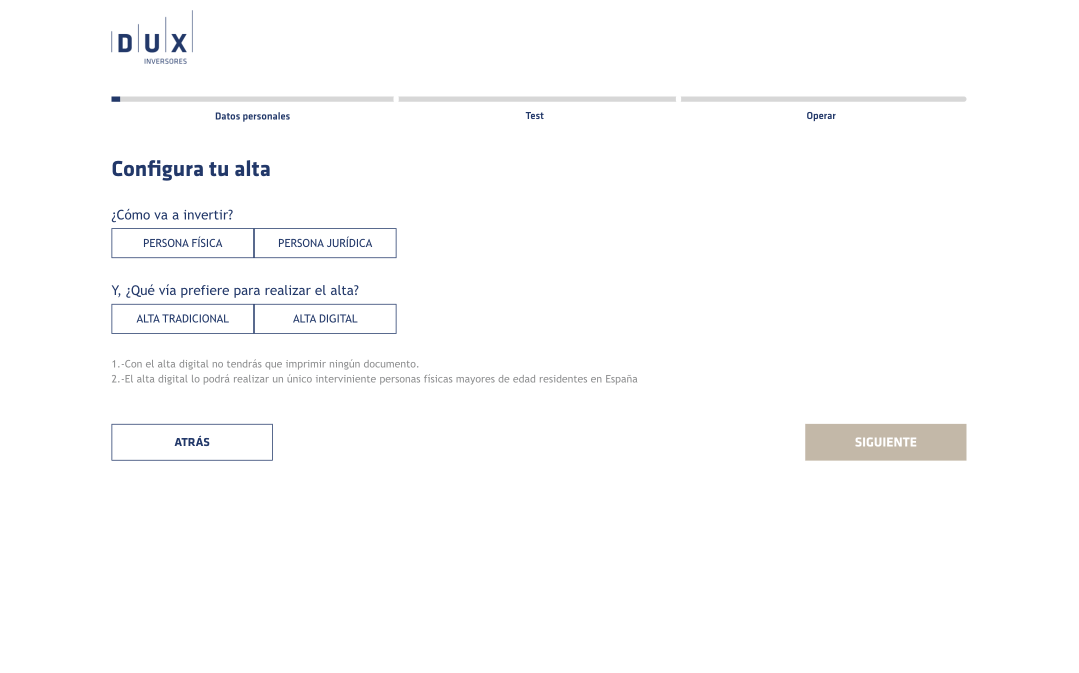 DUX
INVERSORES
Datos personales
Test
Operar
Configura tu alta
¿Cómo va a invertir?
PERSONA FÍSICA
PERSONA JURÍDICA
Y, ¿Qué vía prefiere para realizar el alta?
ALTA TRADICIONAL
ALTA DIGITAL
1.-Con el alta digital no tendrás que imprimir ningún documento.
2.-El alta digital lo podrá realizar un único interviniente personas físicas mayores de edad residentes en España
ATRÁS
SIGUIENTE